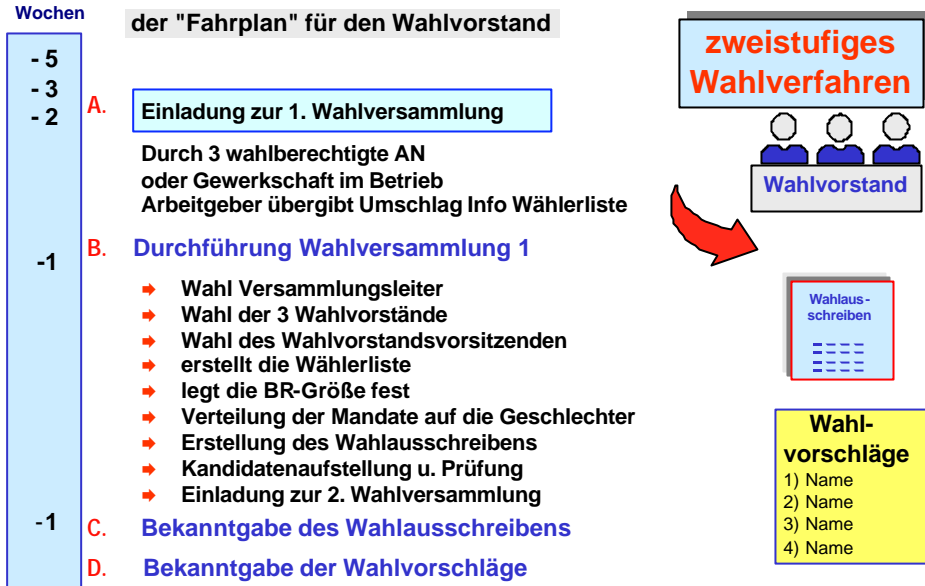 Wochen
der "Fahrplan" für den Wahlvorstand
- 5
- 3
- 2
A.
Einladung zur 1. Wahlversammlung
Durch 3 wahlberechtigte AN
oder Gewerkschaft im Betrieb
Arbeitgeber übergibt Umschlag Info Wählerliste
-1
B. Durchführung Wahlversammlung 1
➡ Wahl Versammlungsleiter
➡ Wahl der 3 Wahlvorstände
➡ Wahl des Wahlvorstandsvorsitzenden
➡ erstellt die Wählerliste
➡ legt die BR-Größe fest
➡ Verteilung der Mandate auf die Geschlechter
➡ Erstellung des Wahlausschreibens
➡ Kandidatenaufstellung u. Prüfung
➡ Einladung zur 2. Wahlversammlung
-1
C. Bekanntgabe des Wahlausschreibens
D. Bekanntgabe der Wahlvorschläge
zweistufiges
Wahlverfahren
Wahlvorstand
Wahlaus-
schreiben
Wahl-
vorschläge
1) Name
2) Name
3) Name
4) Name